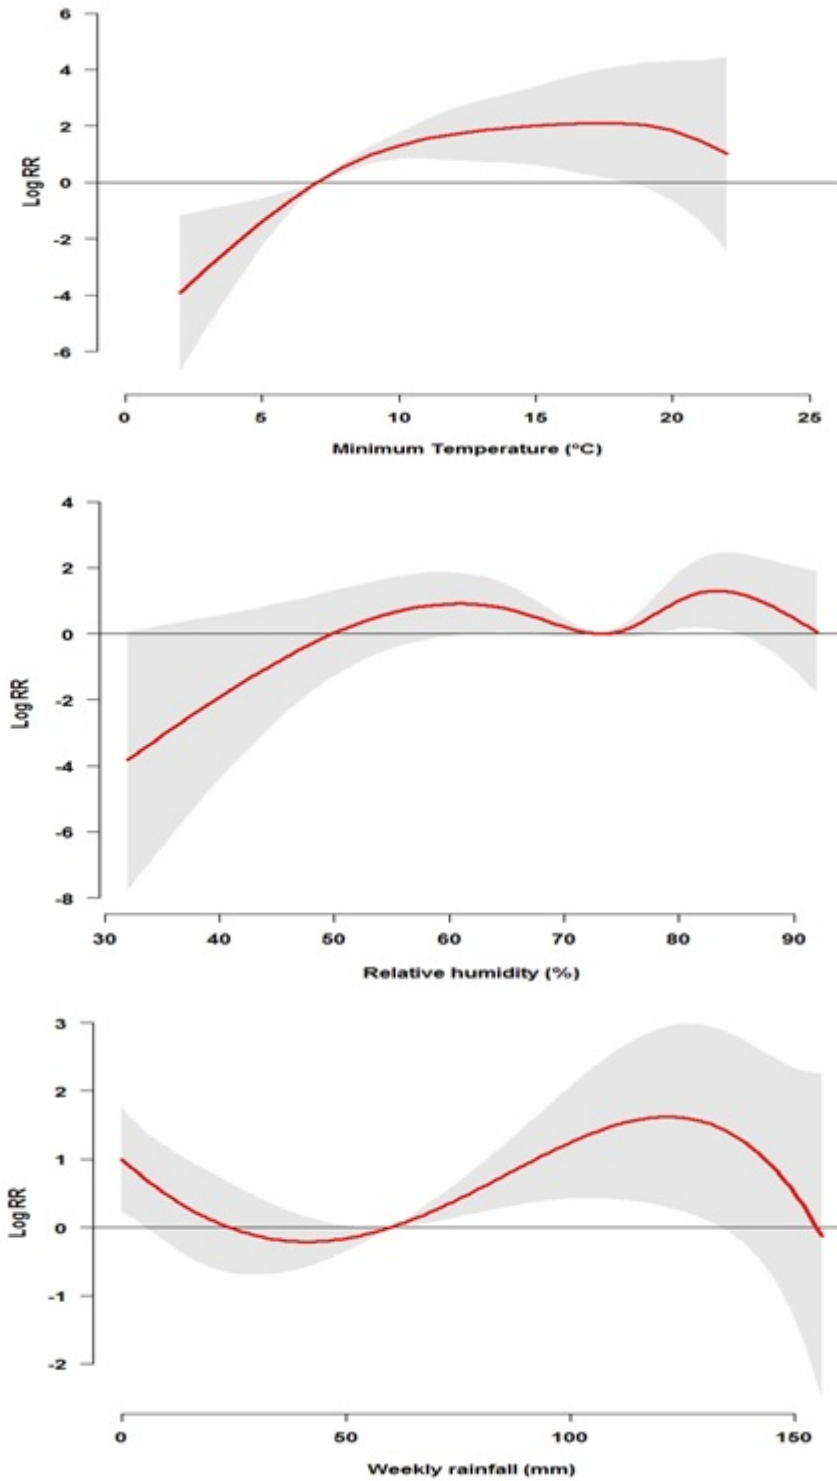 6
4
2
0
-2
-4
-6
Log RR
0 5 10 15 20 25
Minimum Temperature (ºC)
4
2
0
-2
-4
-6
-8
Log RR
30 40 50 60 70 80 90
Relative humidity (%)
3
2
1
0
-1
-2
Log RR
0 50 100 150
Weekly rainfall (mm)